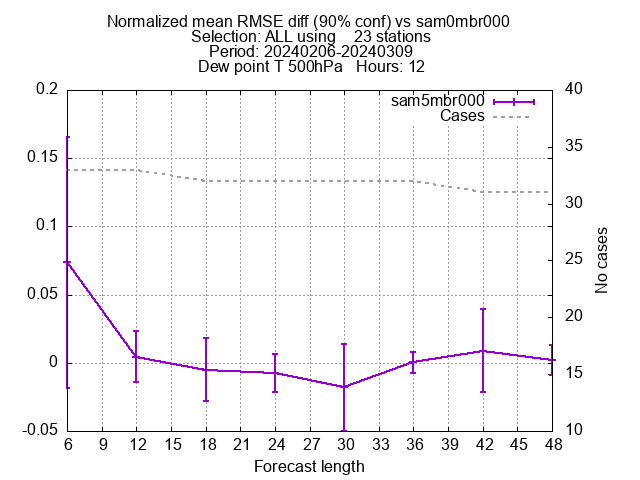 Normalized mean RMSE diff (90% conf) vs sam0mbr000
Selection: ALL using    23 stations
Period: 20240206-20240309
Dew point T 500hPa   Hours: 12
sam5mbr000
Cases
0.2
0.15
0.1
0.05
0
-0.05
40
35
30
25
20
15
10
No cases
6 9 12 15 18 21 24 27 30 33 36 39 42 45 48
Forecast length